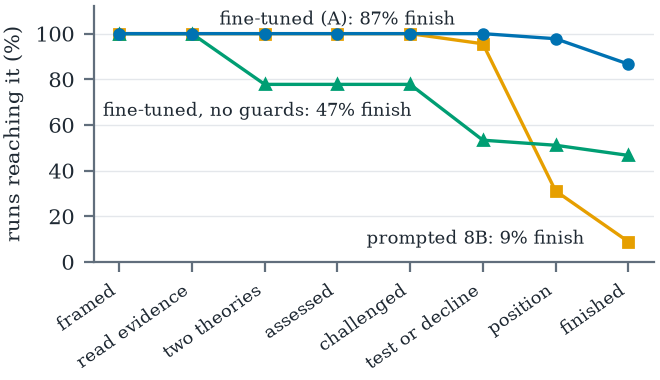 fine-tuned (A): 87% finish
100
80
fine-tuned, no guards: 47% finish
60
40
20
prompted 8B: 9% finish
0
runs reaching it (%)
framed
read evidence
two theories
assessed
challenged
test or decline
position
finished